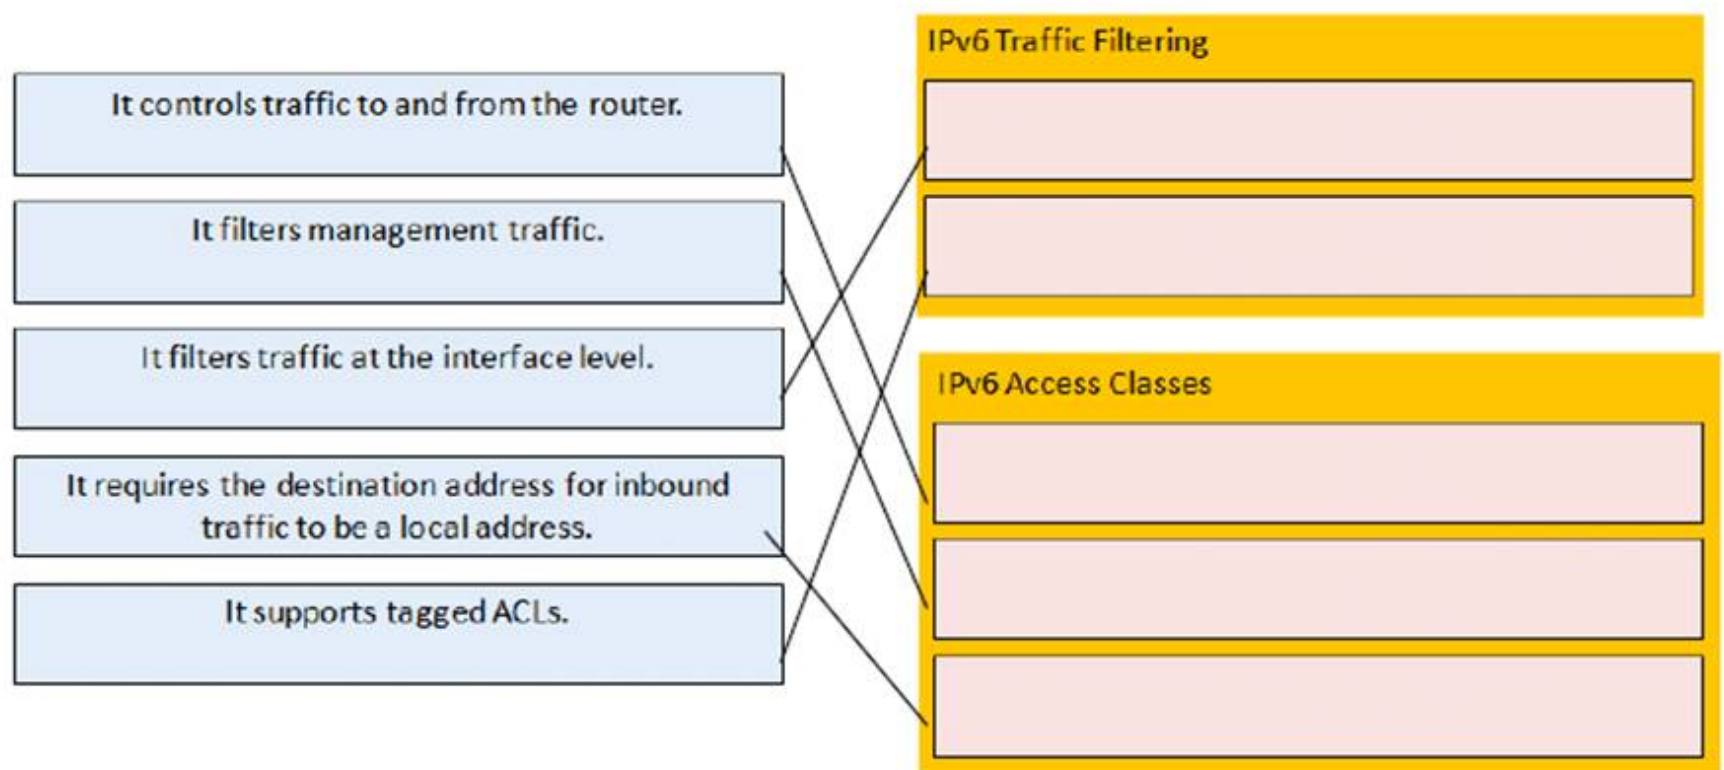 It controls traffic to and from the router.
It filters management traffic.
It filters traffic at the interface level.
It requires the destination address for inbound
traffic to be a local address.
It supports tagged ACLs.
IPv6 Traffic Filtering
IPv6 Access Classes